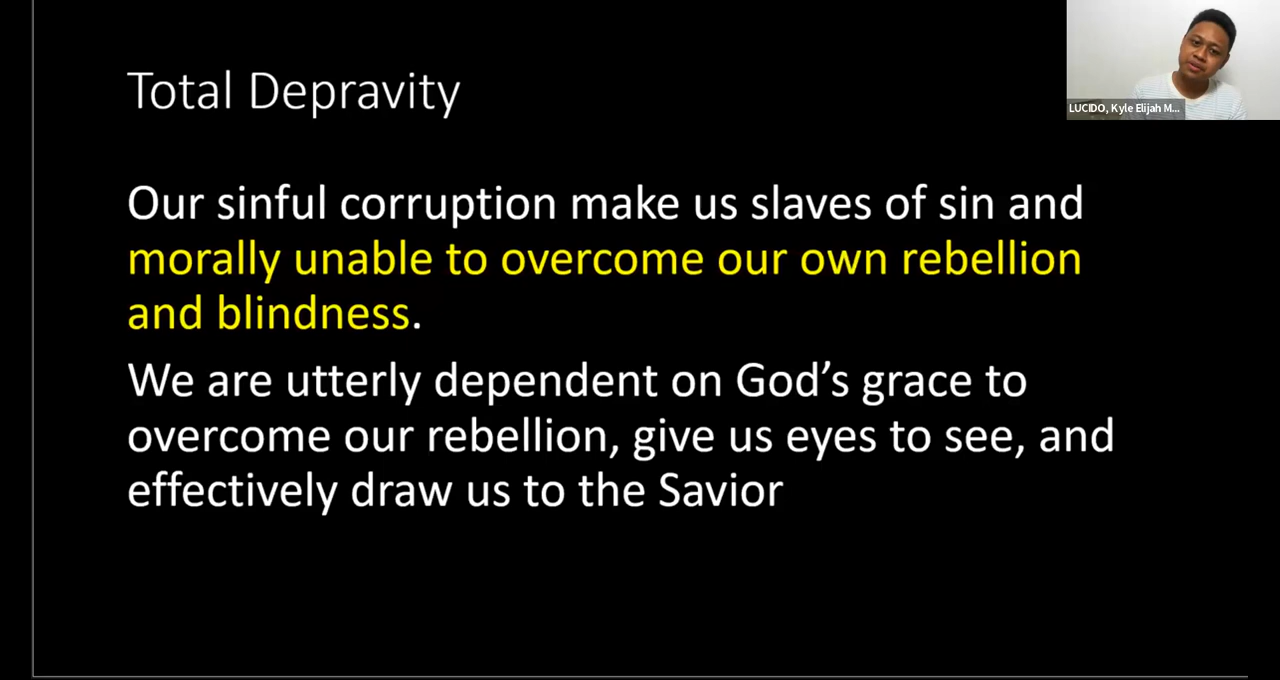 Total Depravity
LUCIDO, Kyle Elijah M...
Our sinful corruption make us slaves of sin and
morally unable to overcome our own rebellion
and blindness.
We are utterly dependent on God’s grace to
overcome our rebellion, give us eyes to see, and
effectively draw us to the Savior